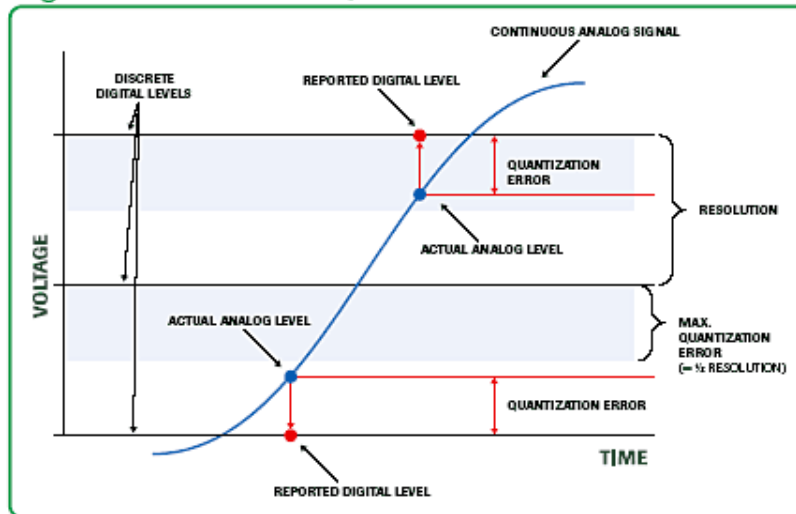 CONTINUOUS ANALOG SIGNAL
DISCRETE
DIGITAL LEVELS
REPORTED DIGITAL LEVEL
QUANTIZATION
ERROR
RESOLUTION
ACTUAL ANALOG LEVEL
VOLTAGE
ACTUAL ANALOG LEVEL
MAX.
QUANTIZATION
ERROR
(= ½ RESOLUTION)
QUANTIZATION ERROR
TIME
REPORTED DIGITAL LEVEL